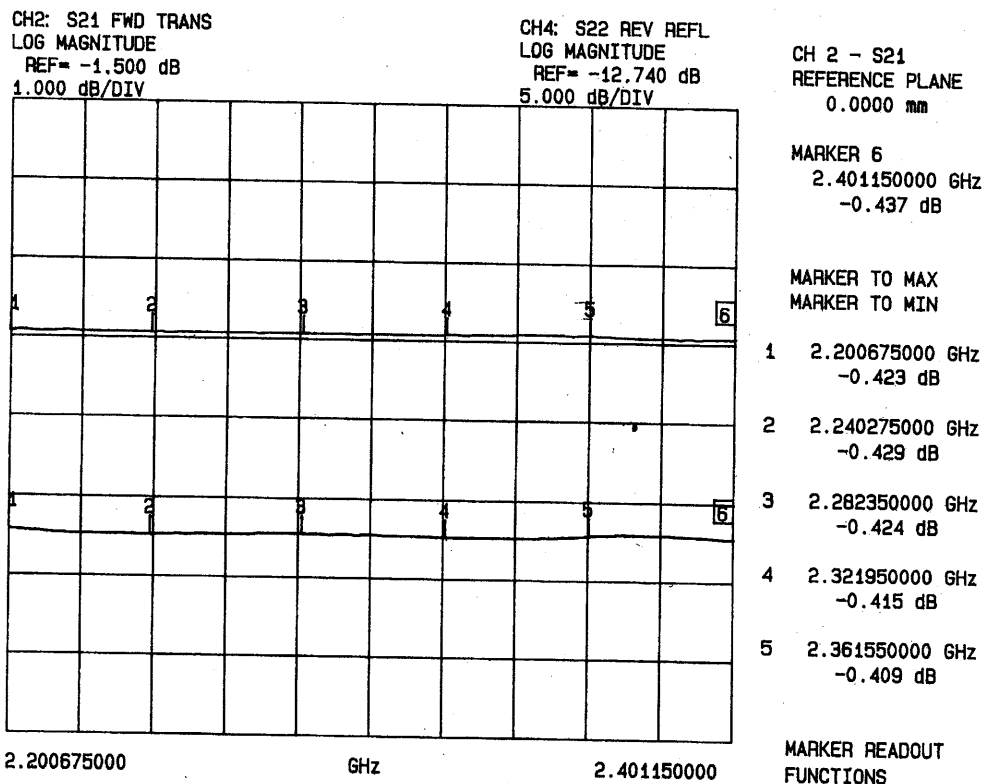 CH2: S21 FWD TRANS
LOG MAGNITUDE
REF= -1.500 dB
1.000 dB/DIV
CH4: S22 REV REFL
LOG MAGNITUDE
REF= -12.740 dB
5.000 dB/DIV
CH 2 - S21
REFERENCE PLANE
0.0000 mm
MARKER 6
2.401150000 GHz
-0.437 dB
MARKER TO MAX
MARKER TO MIN
1 2.200675000 GHz
-0.423 dB
2 2.240275000 GHz
-0.429 dB
3 2.282350000 GHz
-0.424 dB
4 2.321950000 GHz
-0.415 dB
5 2.361550000 GHz
-0.409 dB
MARKER READOUT
FUNCTIONS
1 2 3 4 5 6
1 2 3 4 5 6
2.200675000 GHz 2.401150000